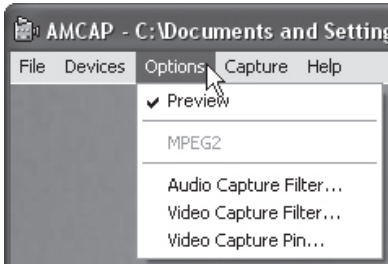 AMCAP - C:\Documents and Setting
File Devices Options Capture Help
Preview
MPEG2
Audio Capture Filter...
Video Capture Filter...
Video Capture Pin...